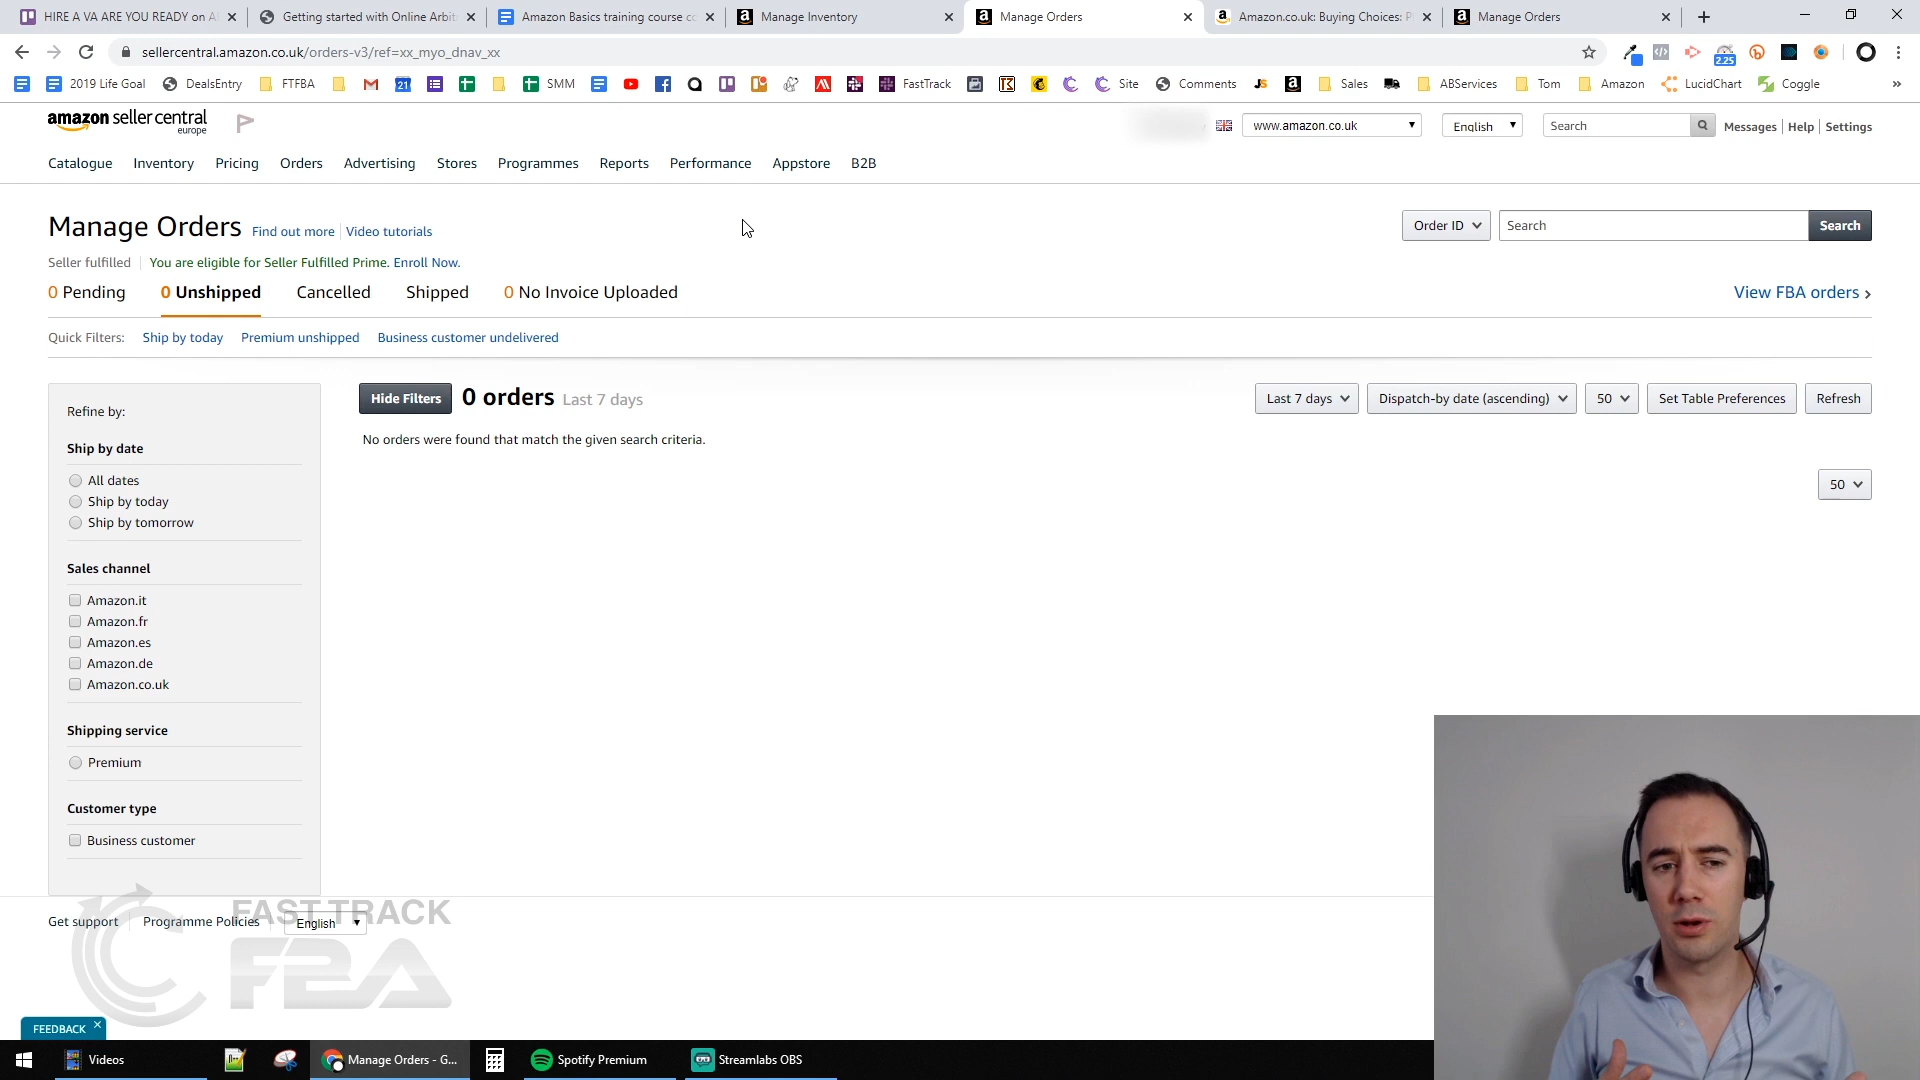 HIRE A VA ARE YOU READY on A
Getting started with Online Arbit
Amazon Basics training course co
Manage Inventory
Manage Orders
Amazon.co.uk: Buying Choices: P
Manage Orders
sellercentral.amazon.co.uk/orders-v3/ref=xx_myo_dnav_xx
2.25
2019 Life Goal
DealsEntry
FTFBA
21
SMM
FastTrack
Site
Comments
JS
Sales
ABServices
Tom
Amazon
LucidChart
Coggle
»
amazon seller central
europe
www.amazon.co.uk
English
Search
Messages
Help
Settings
Catalogue
Inventory
Pricing
Orders
Advertising
Stores
Programmes
Reports
Performance
Appstore
B2B
Manage Orders
Find out more
Video tutorials
Order ID
Search
Search
Seller fulfilled
You are eligible for Seller Fulfilled Prime. Enroll Now.
0 Pending
0 Unshipped
Cancelled
Shipped
0 No Invoice Uploaded
View FBA orders ›
Quick Filters:
Ship by today
Premium unshipped
Business customer undelivered
Refine by:
Hide Filters
0 orders Last 7 days
Last 7 days
Dispatch-by date (ascending)
50
Set Table Preferences
Refresh
No orders were found that match the given search criteria.
50
Ship by date
All dates
Ship by today
Ship by tomorrow
Sales channel
Amazon.it
Amazon.fr
Amazon.es
Amazon.de
Amazon.co.uk
Shipping service
Premium
Customer type
Business customer
Get support
Programme Policies
English
FAST TRACK
FBA
FEEDBACK
Videos
Manage Orders - G...
Spotify Premium
Streamlabs OBS